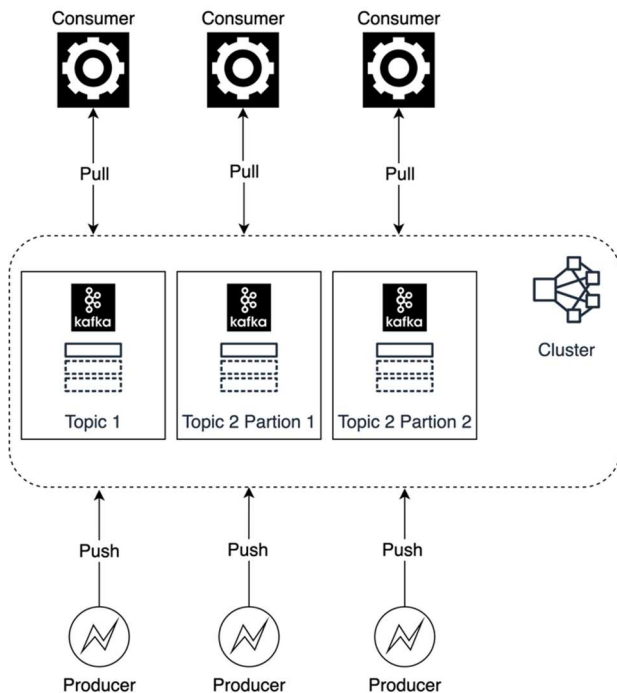 Consumer Consumer Consumer
Pull Pull Pull
kafka kafka kafka
Cluster
Topic 1 Topic 2 Partion 1 Topic 2 Partion 2
Push Push Push
Producer Producer Producer